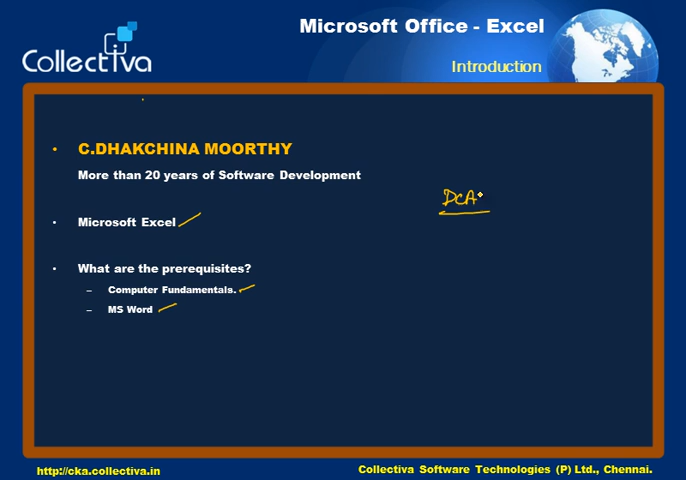 Collectiva
Microsoft Office - Excel
Introduction
• C.DHAKCHINA MOORTHY
More than 20 years of Software Development
DCA
• Microsoft Excel
• What are the prerequisites?
– Computer Fundamentals.
– MS Word
http://cka.collectiva.in
Collectiva Software Technologies (P) Ltd., Chennai.